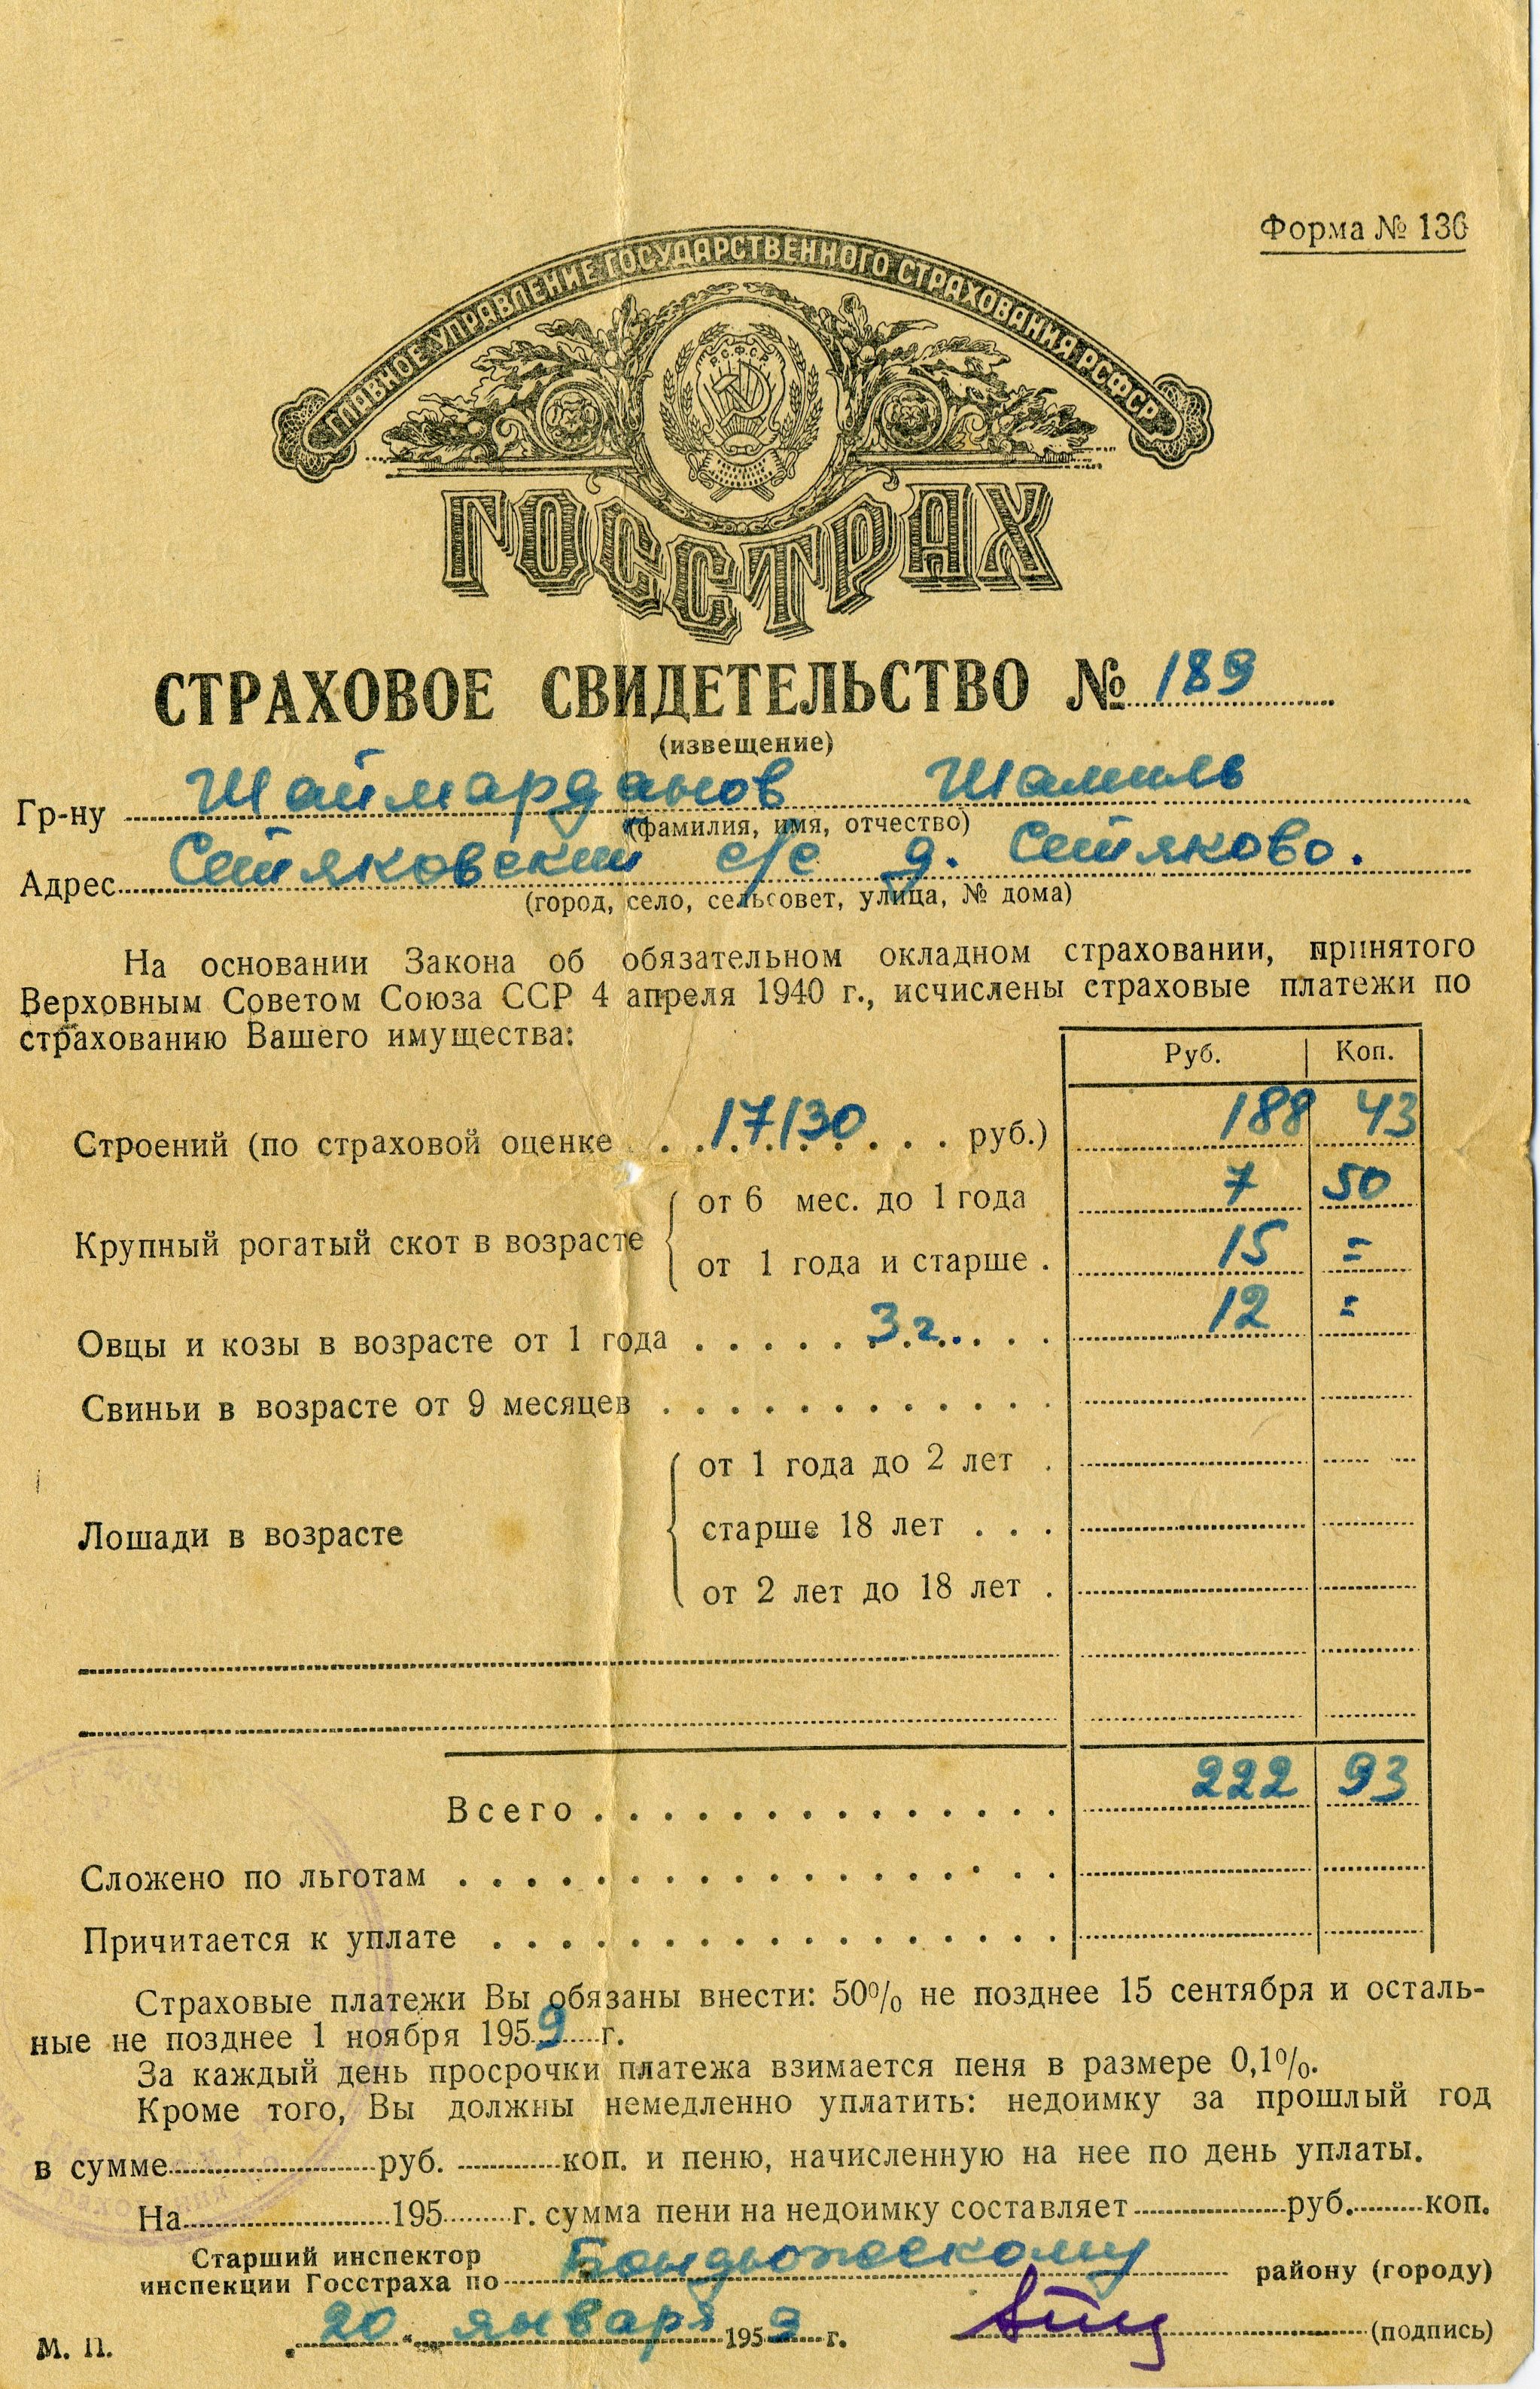 Форма № 136
ГЛАВНОЕ УПРАВЛЕНИЕ ГОСУДАРСТВЕННОГО СТРАХОВАНИЯ РСФСР
Р.С.Ф.С.Р.
ГОССТРАХ
СТРАХОВОЕ СВИДЕТЕЛЬСТВО № 189
(извещение)
Гр-ну Шаймарданов Шамиль
(фамилия, имя, отчество)
Адрес Сетяковский с/с д. Сетяково.
(город, село, сельсовет, улица, № дома)
На основании Закона об обязательном окладном страховании, принятого
Верховным Советом Союза ССР 4 апреля 1940 г., исчислены страховые платежи по
страхованию Вашего имущества:
Руб. Коп.
Строений (по страховой оценке 17130 руб.) 188 43
от 6 мес. до 1 года 7 50
Крупный рогатый скот в возрасте
от 1 года и старше . 15 =
Овцы и козы в возрасте от 1 года 3 г. 12 =
Свиньи в возрасте от 9 месяцев
от 1 года до 2 лет
Лошади в возрасте старше 18 лет
от 2 лет до 18 лет
Всего 222 93
Сложено по льготам
Причитается к уплате
Страховые платежи Вы обязаны внести: 50% не позднее 15 сентября и осталь-
ные не позднее 1 ноября 1959 г.
За каждый день просрочки платежа взимается пеня в размере 0,1%.
Кроме того, Вы должны немедленно уплатить: недоимку за прошлый год
в сумме руб. коп. и пеню, начисленную на нее по день уплаты.
На 195 г. сумма пени на недоимку составляет руб. коп.
Старший инспектор
инспекции Госстраха по Бондюжскому району (городу)
20 января 1959 г. (подпись)
М. П.